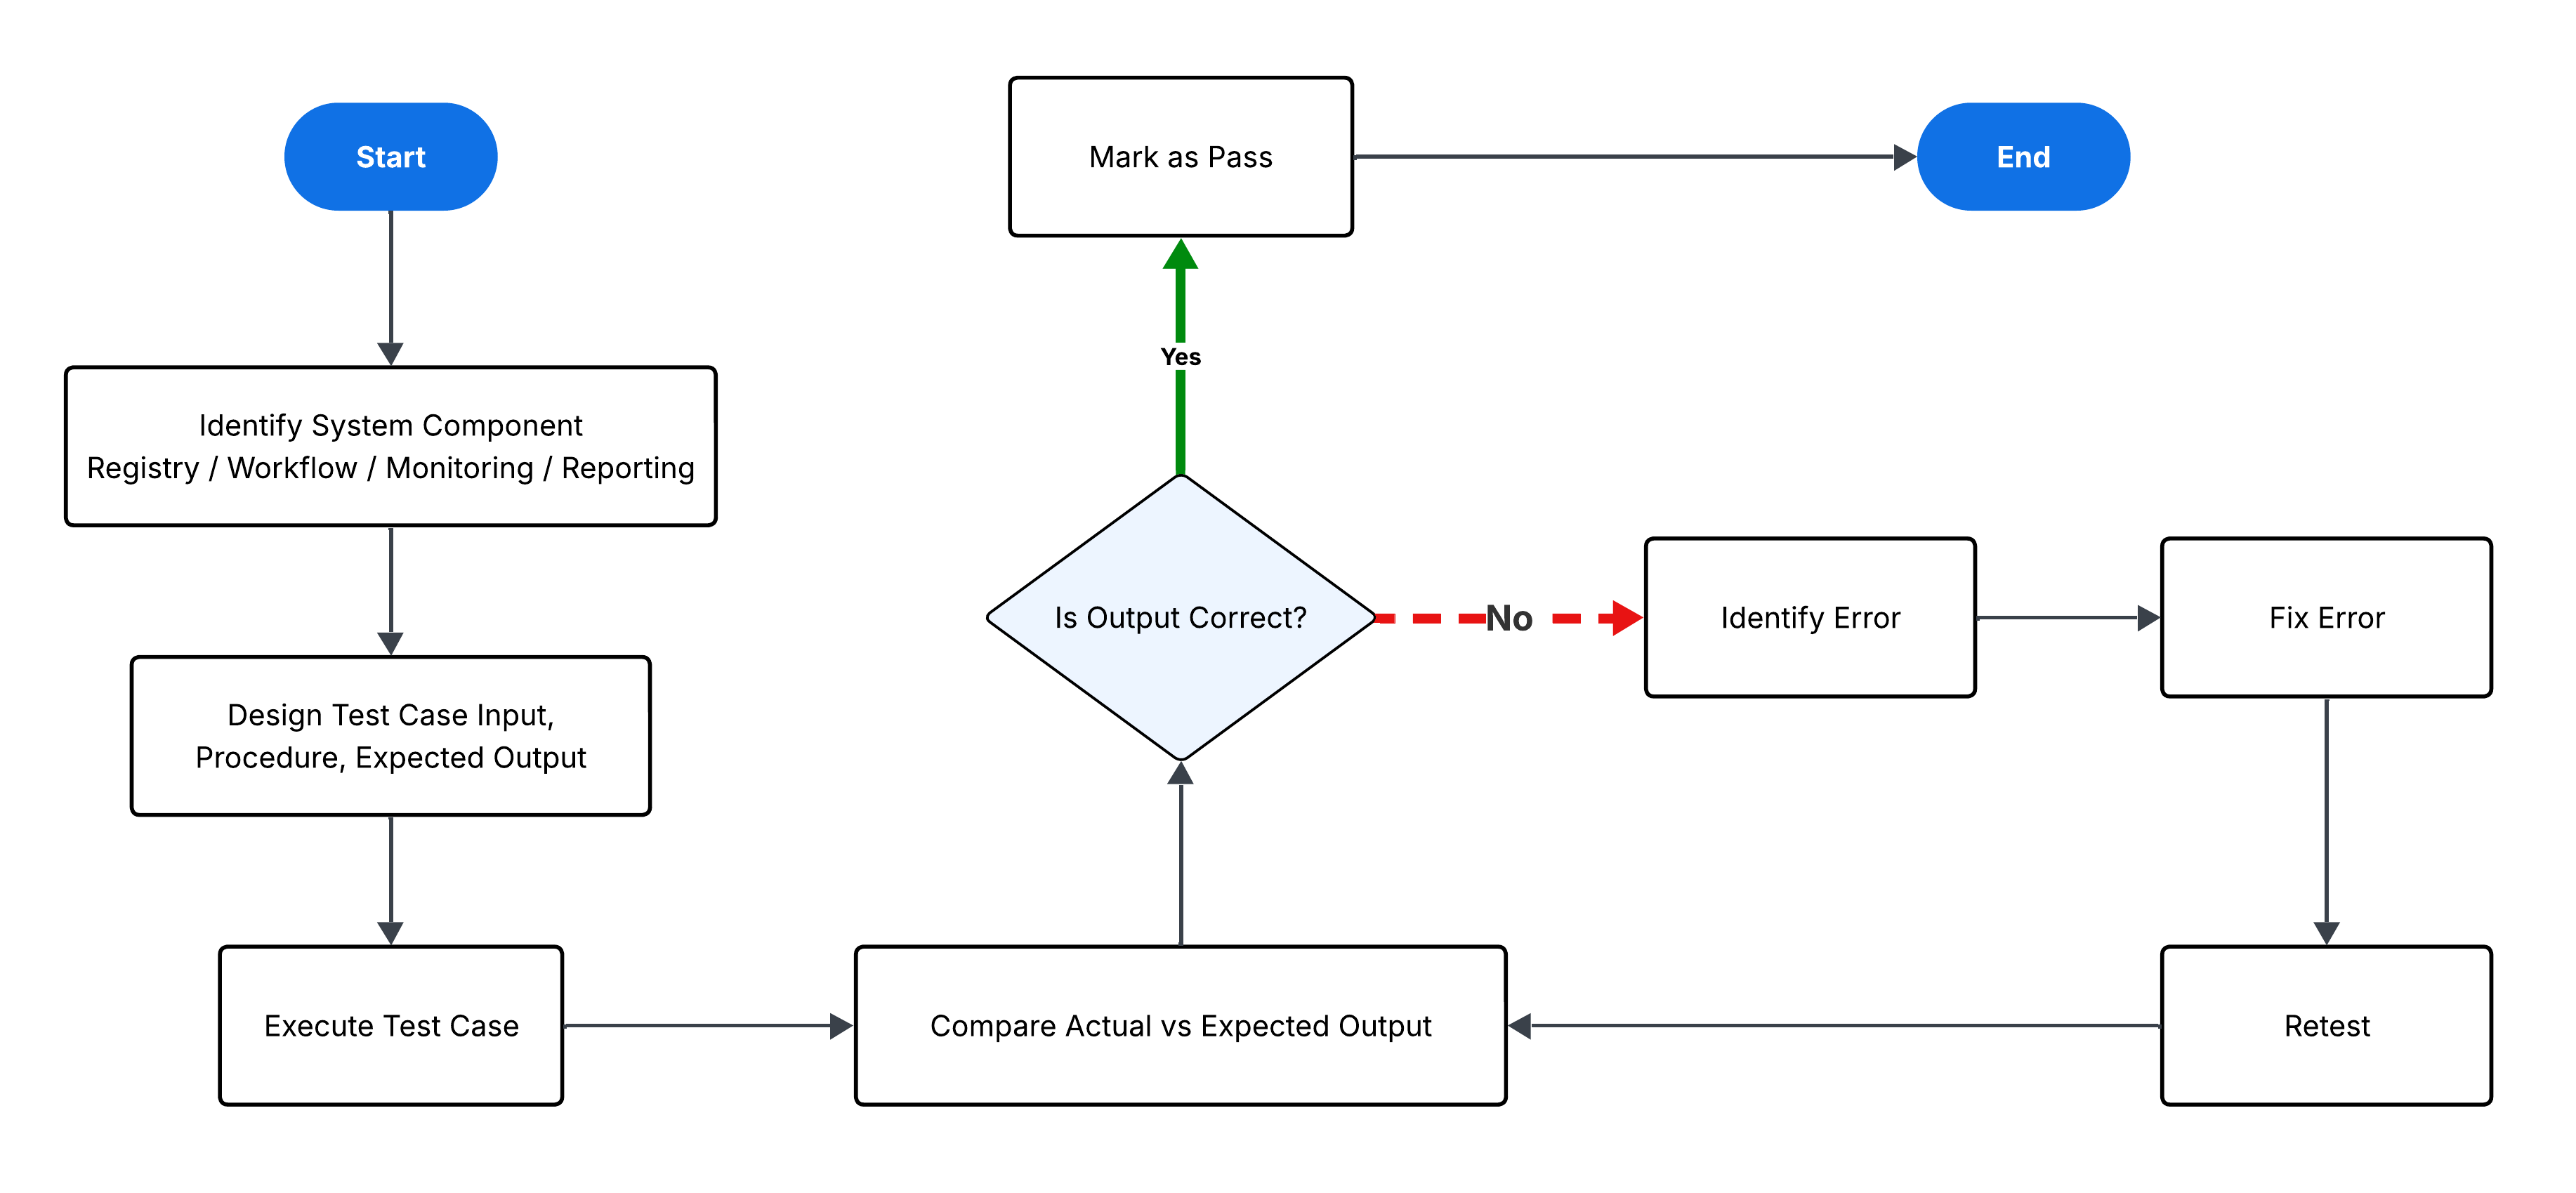 Start
Identify System Component
Registry / Workflow / Monitoring / Reporting
Design Test Case Input,
Procedure, Expected Output
Execute Test Case
Compare Actual vs Expected Output
Is Output Correct?
Yes
Mark as Pass
End
No
Identify Error
Fix Error
Retest